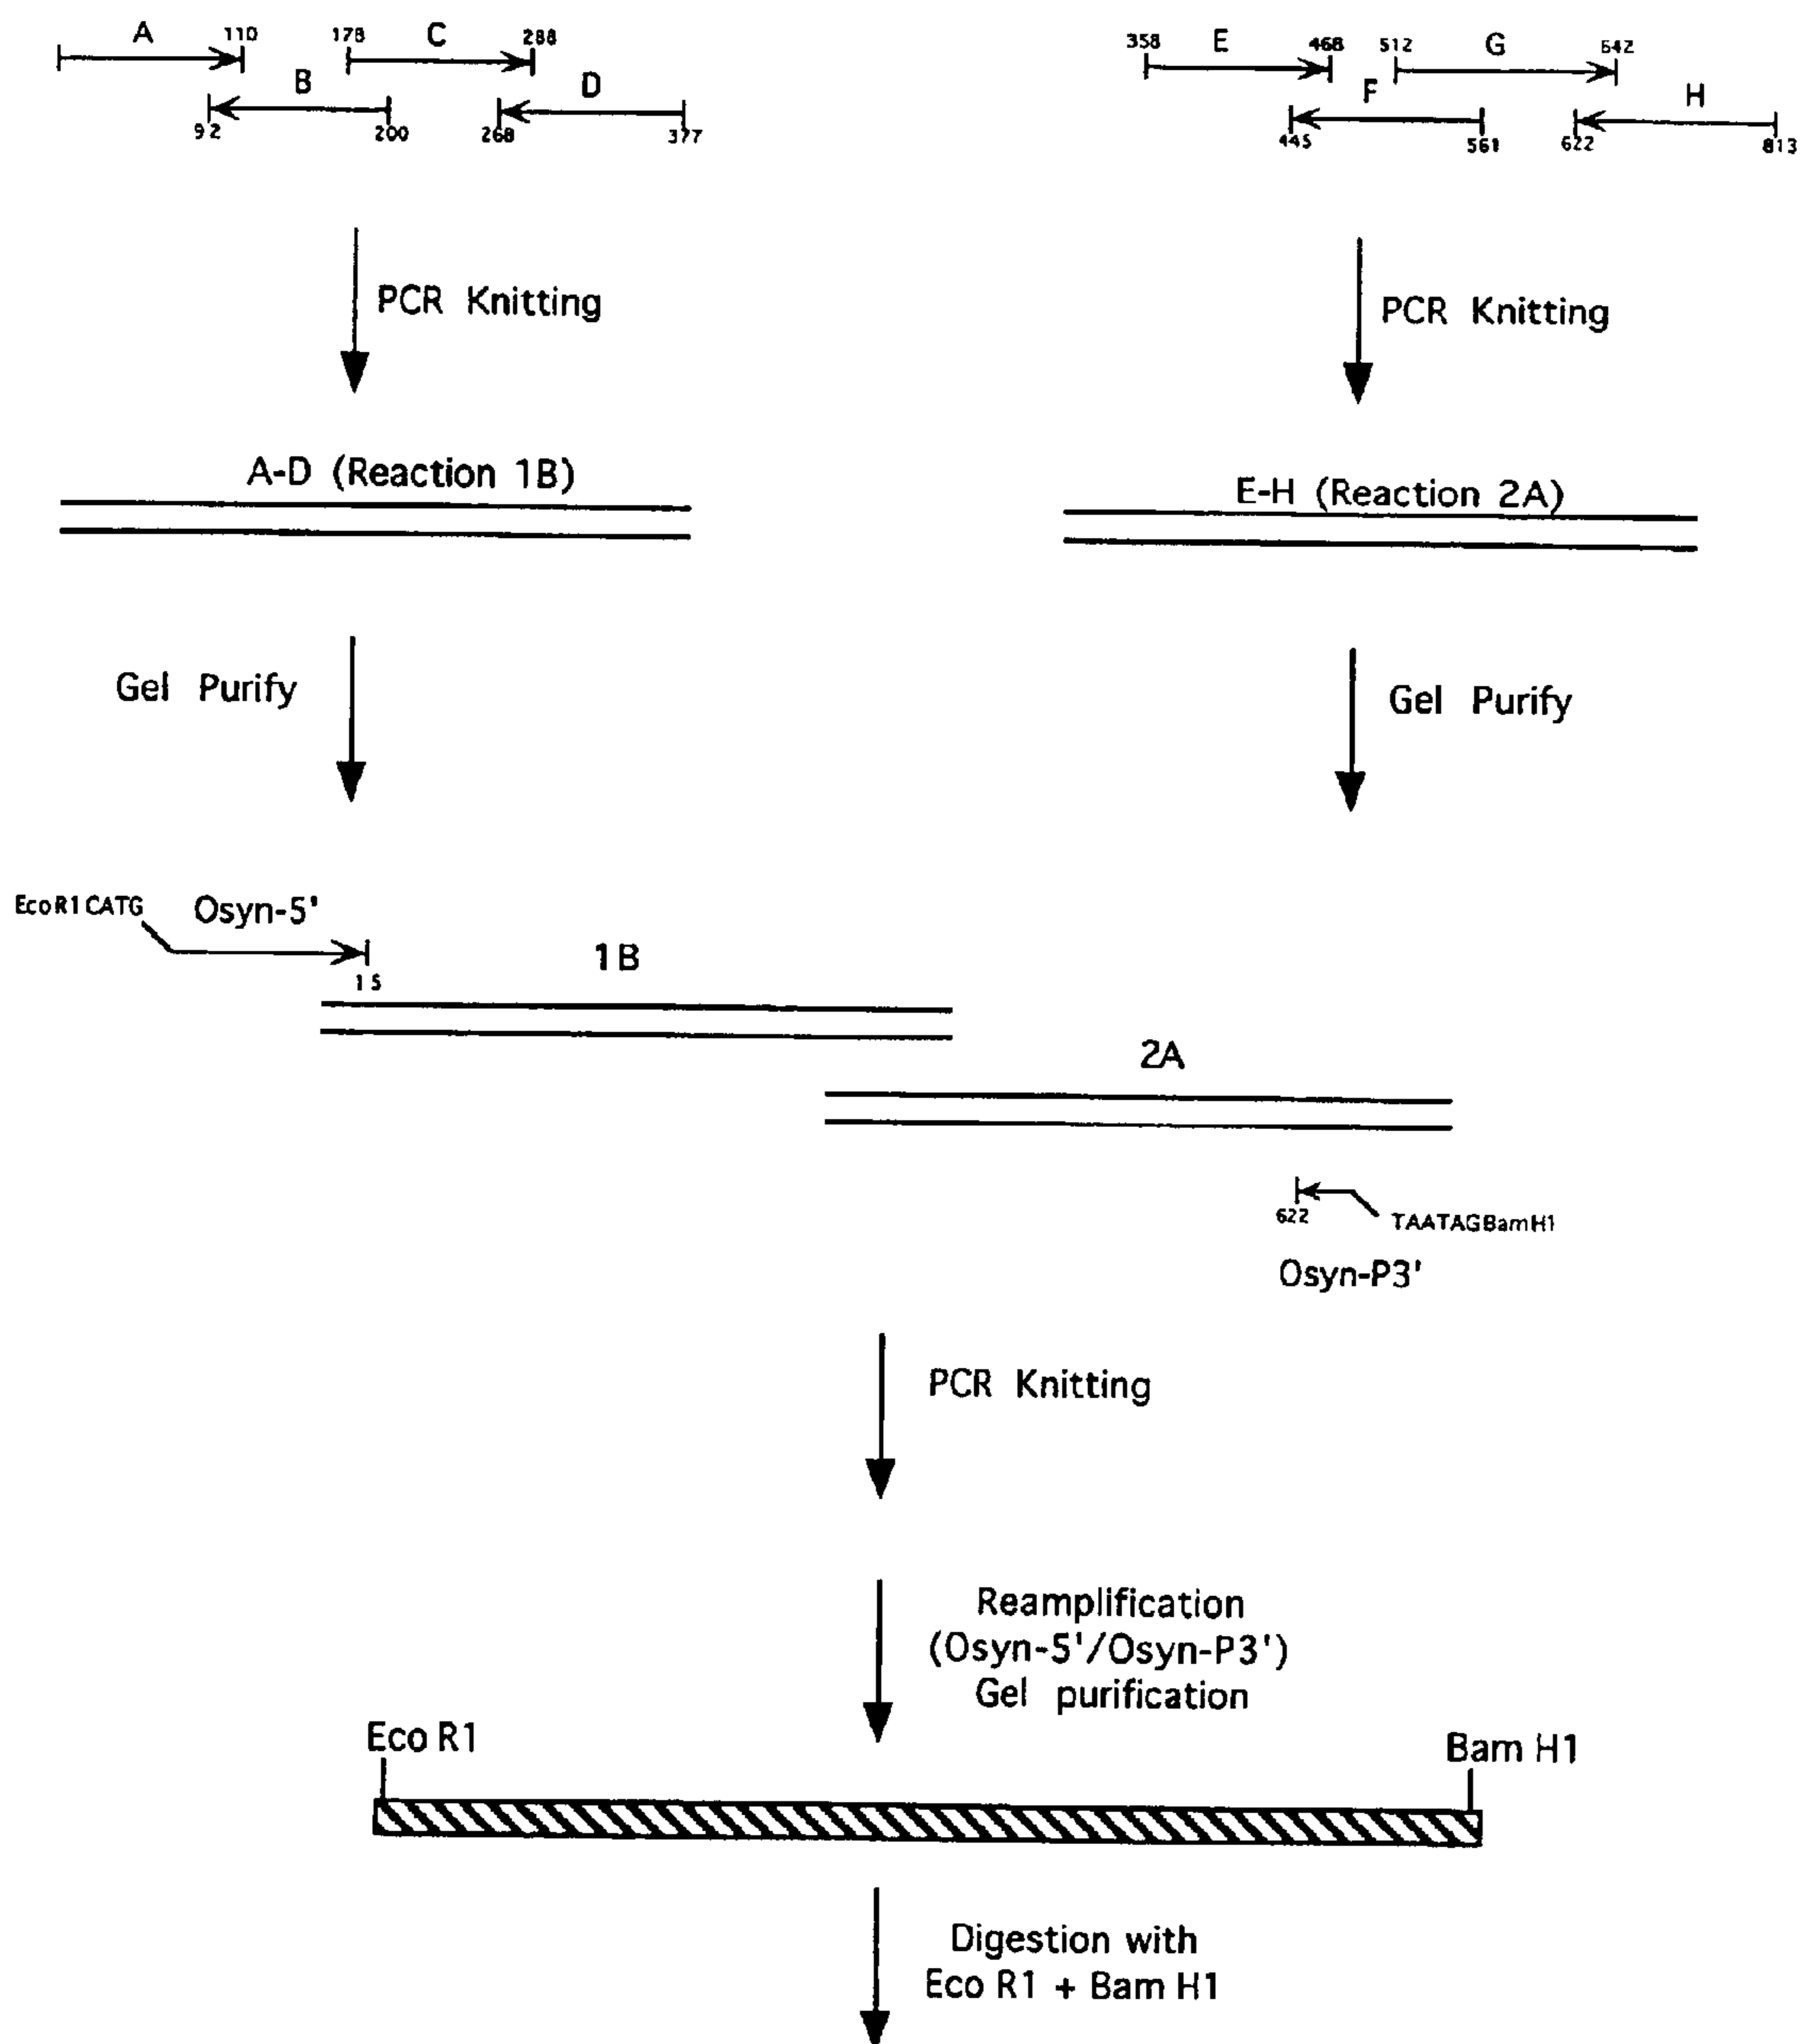 A 110 178 C 288
B
D
92 200 268 377
358 E 468 512 G 642
F
H
445 561 622 813
PCR Knitting
PCR Knitting
A-D (Reaction 1B)
E-H (Reaction 2A)
Gel Purify
Gel Purify
EcoR1CATG Osyn-5'
15
1B
2A
622 TAATAGBamH1
Osyn-P3'
PCR Knitting
Reamplification
(Osyn-5'/Osyn-P3')
Gel purification
Eco R1
Bam H1
Digestion with
Eco R1 + Bam H1